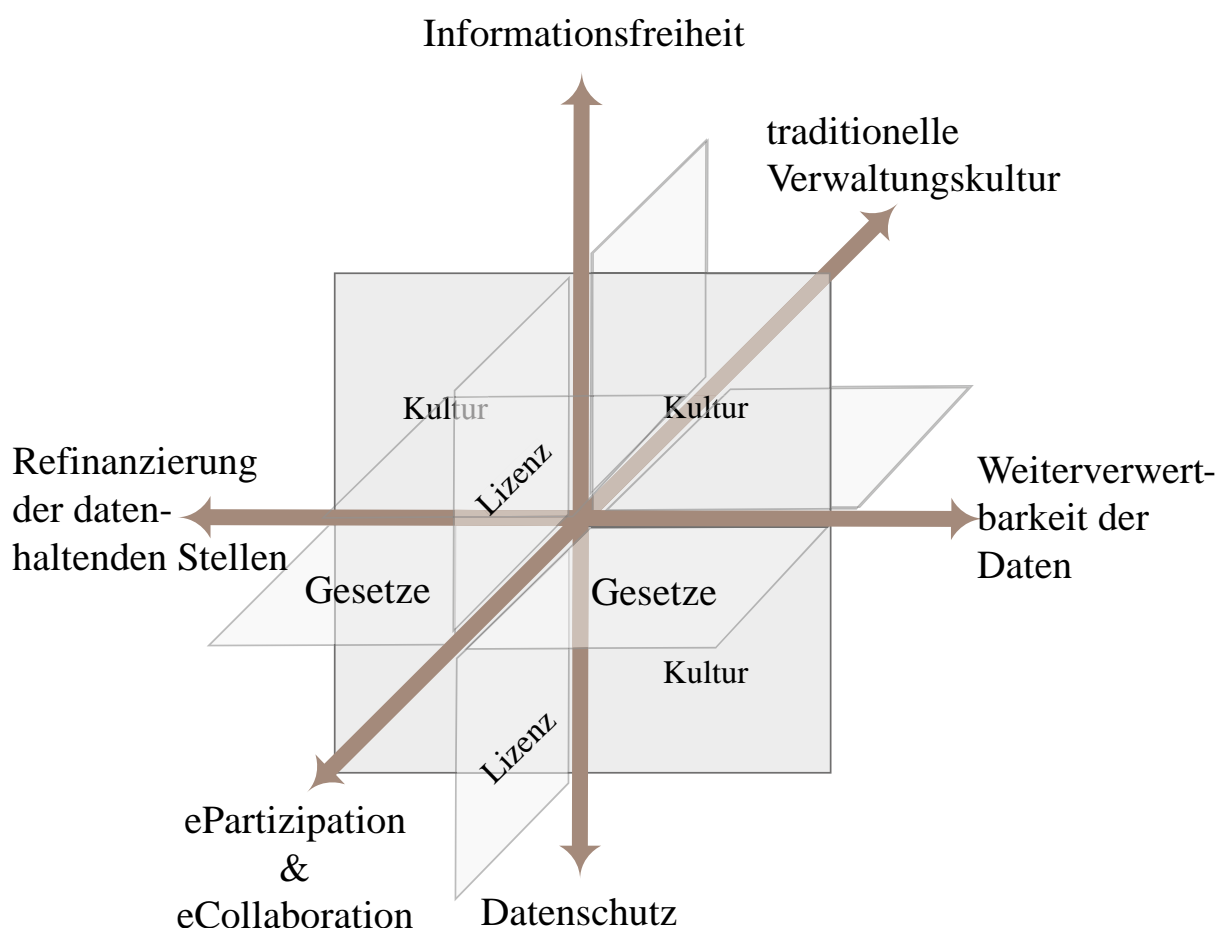 Informationsfreiheit
traditionelle
Verwaltungskultur
Kultur
Kultur
Lizenz
Refinanzierung
der daten-
haltenden Stellen
Weiterverwert-
barkeit der
Daten
Gesetze
Gesetze
Kultur
Lizenz
ePartizipation
&
eCollaboration
Datenschutz